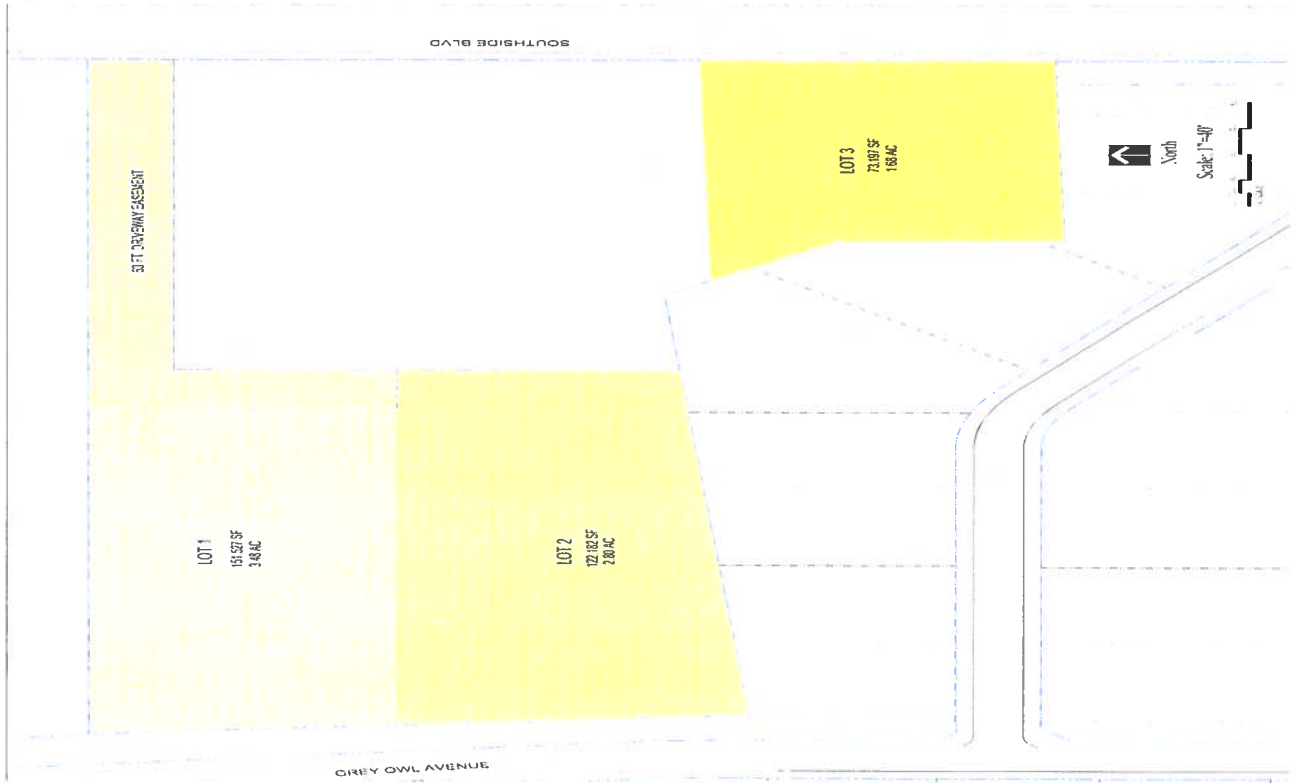 SOUTHSIDE BLVD
LOT 1
151,527 SF
3.48 AC
LOT 2
122,182 SF
2.80 AC
LOT 3
73,197 SF
1.68 AC
FT DRIVEWAY EASEMENT
North
Scale: 1"=40'
GREY OWL AVENUE